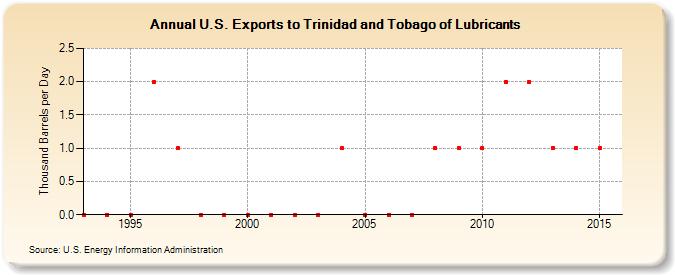 Annual U.S. Exports to Trinidad and Tobago of Lubricants
Thousand Barrels per Day
2.5
2.0
1.5
1.0
0.5
0.0
1995 2000 2005 2010 2015
Source: U.S. Energy Information Administration